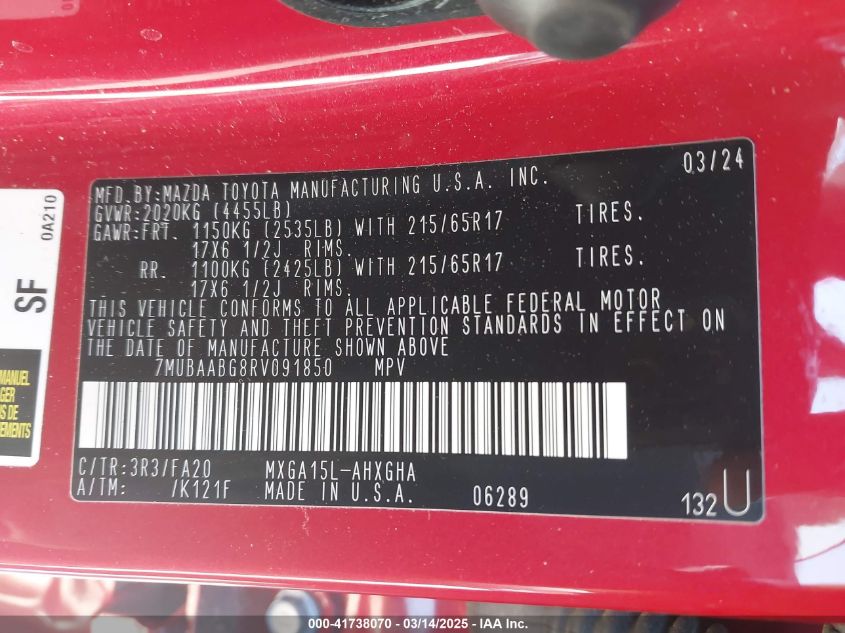 MFD. BY:MAZDA TOYOTA MANUFACTURING U.S.A. INC. 03/24
GVWR:2020KG (4455LB)
GAWR:FRT. 1150KG (2535LB) WITH 215/65R17 TIRES.
17X6 1/2J RIMS.
RR. 1100KG (2425LB) WITH 215/65R17 TIRES.
17X6 1/2J RIMS.
THIS VEHICLE CONFORMS TO ALL APPLICABLE FEDERAL MOTOR
VEHICLE SAFETY AND THEFT PREVENTION STANDARDS IN EFFECT ON
THE DATE OF MANUFACTURE SHOWN ABOVE
7MUBAABG8RV091850 MPV
C/TR:3R3/FA20 MXGA15L-AHXGHA
A/TM: /K121F MADE IN U.S.A. 06289 132 U
0A210
SF
MANUEL
000-41738070 — 03/14/2025 — IAAI.COM